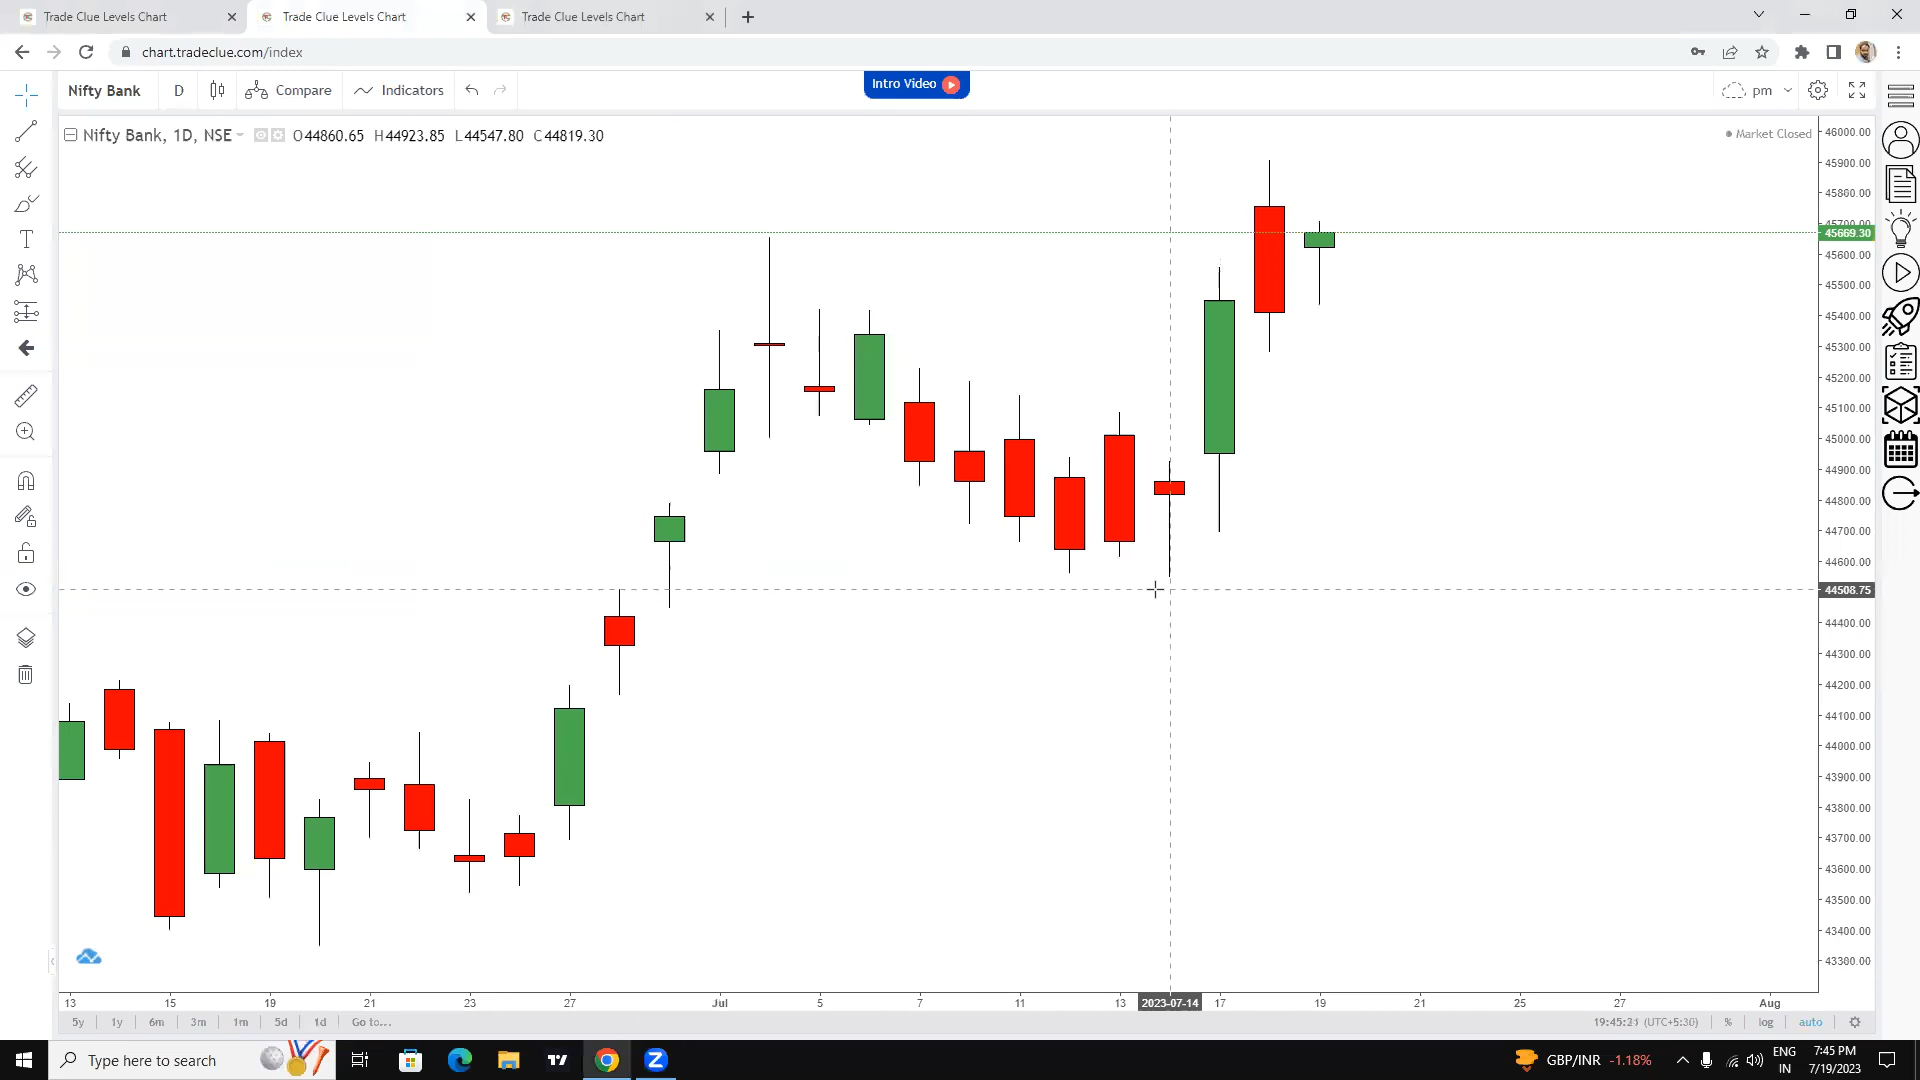 Trade Clue Levels Chart
Trade Clue Levels Chart
Trade Clue Levels Chart
chart.tradeclue.com/index
Nifty Bank
D
Compare
Indicators
Intro Video
pm
Nifty Bank, 1D, NSE
O44860.65 H44923.85 L44547.80 C44819.30
Market Closed
46000.00
45900.00
45800.00
45700.00
45669.30
45600.00
45500.00
45400.00
45300.00
45200.00
45100.00
45000.00
44900.00
44800.00
44700.00
44600.00
44508.75
44400.00
44300.00
44200.00
44100.00
44000.00
43900.00
43800.00
43700.00
43600.00
43500.00
43400.00
43300.00
13 15 19 21 23 27 Jul 5 7 11 13 2023-07-14 17 19 21 25 27 Aug
5y 1y 6m 3m 1m 5d 1d Go to...
19:45:21 (UTC+5:30) % log auto
Type here to search
GBP/INR -1.18%
ENG
IN
7:45 PM
7/19/2023